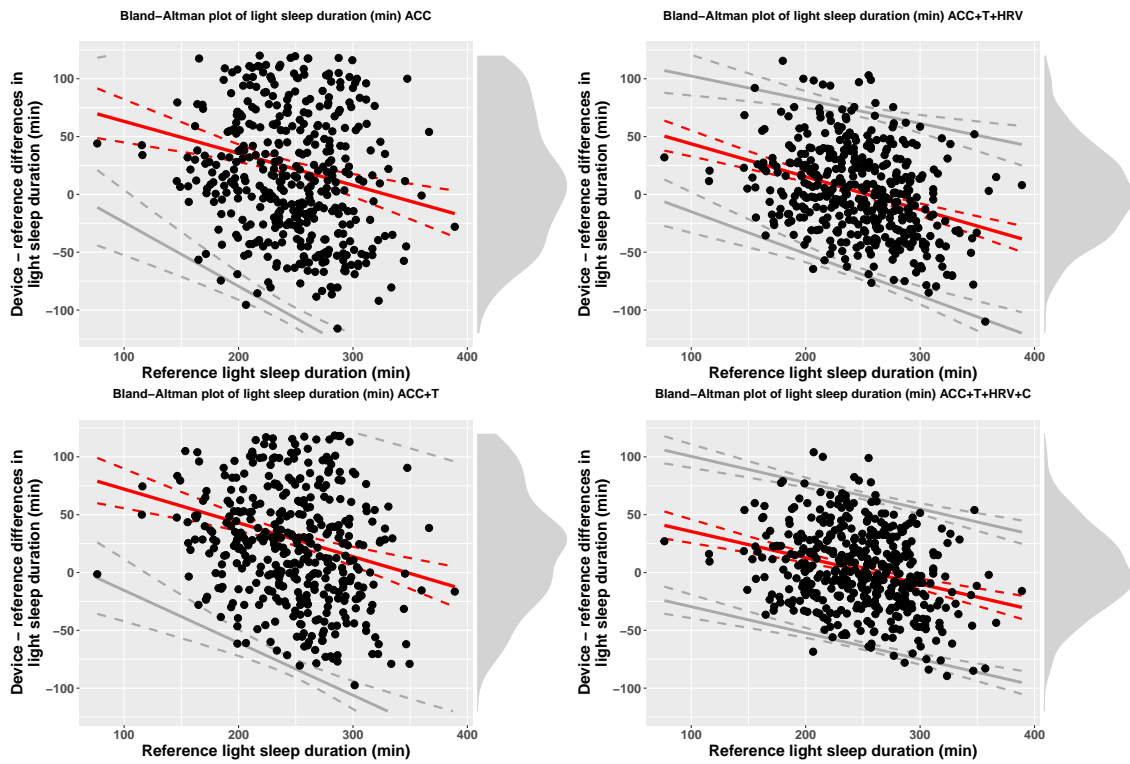 Bland−Altman plot of light sleep duration (min) ACC
Device − reference differences in
light sleep duration (min)
100
50
0
−50
−100
100
200
300
400
Reference light sleep duration (min)
Bland−Altman plot of light sleep duration (min) ACC+T+HRV
Device − reference differences in
light sleep duration (min)
100
50
0
−50
−100
100
200
300
400
Reference light sleep duration (min)
Bland−Altman plot of light sleep duration (min) ACC+T
Device − reference differences in
light sleep duration (min)
100
50
0
−50
−100
100
200
300
400
Reference light sleep duration (min)
Bland−Altman plot of light sleep duration (min) ACC+T+HRV+C
Device − reference differences in
light sleep duration (min)
100
50
0
−50
−100
100
200
300
400
Reference light sleep duration (min)